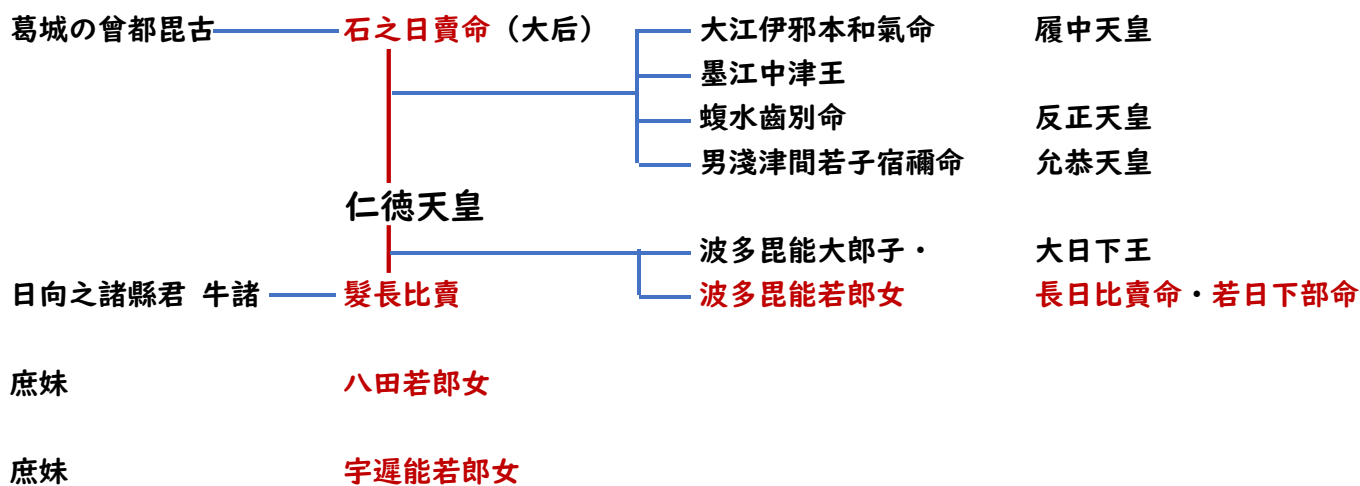 葛城の曾都毘古 石之日賣命（大后） 大江伊邪本和氣命 履中天皇
墨江中津王
蝮水齒別命 反正天皇
男淺津間若子宿禰命 允恭天皇
仁徳天皇
波多毘能大郎子・ 大日下王
日向之諸縣君 牛諸 髮長比賣 波多毘能若郎女 長日比賣命・若日下部命
庶妹 八田若郎女
庶妹 宇遲能若郎女